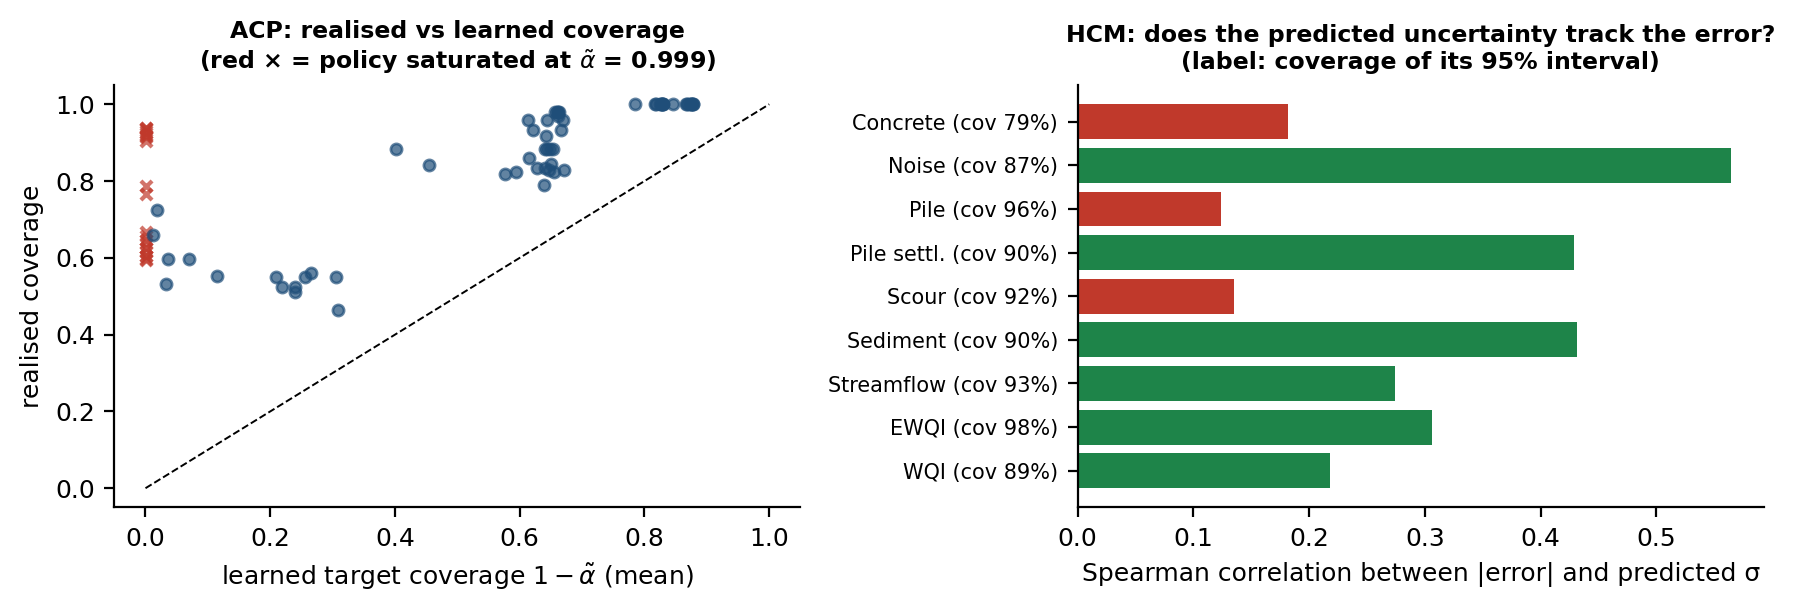 ACP: realised vs learned coverage
(red × = policy saturated at α̃ = 0.999)
realised coverage
1.0
0.8
0.6
0.4
0.2
0.0
0.0 0.2 0.4 0.6 0.8 1.0
learned target coverage 1 − α̃ (mean)
HCM: does the predicted uncertainty track the error?
(label: coverage of its 95% interval)
Concrete (cov 79%)
Noise (cov 87%)
Pile (cov 96%)
Pile settl. (cov 90%)
Scour (cov 92%)
Sediment (cov 90%)
Streamflow (cov 93%)
EWQI (cov 98%)
WQI (cov 89%)
0.0 0.1 0.2 0.3 0.4 0.5
Spearman correlation between |error| and predicted σ